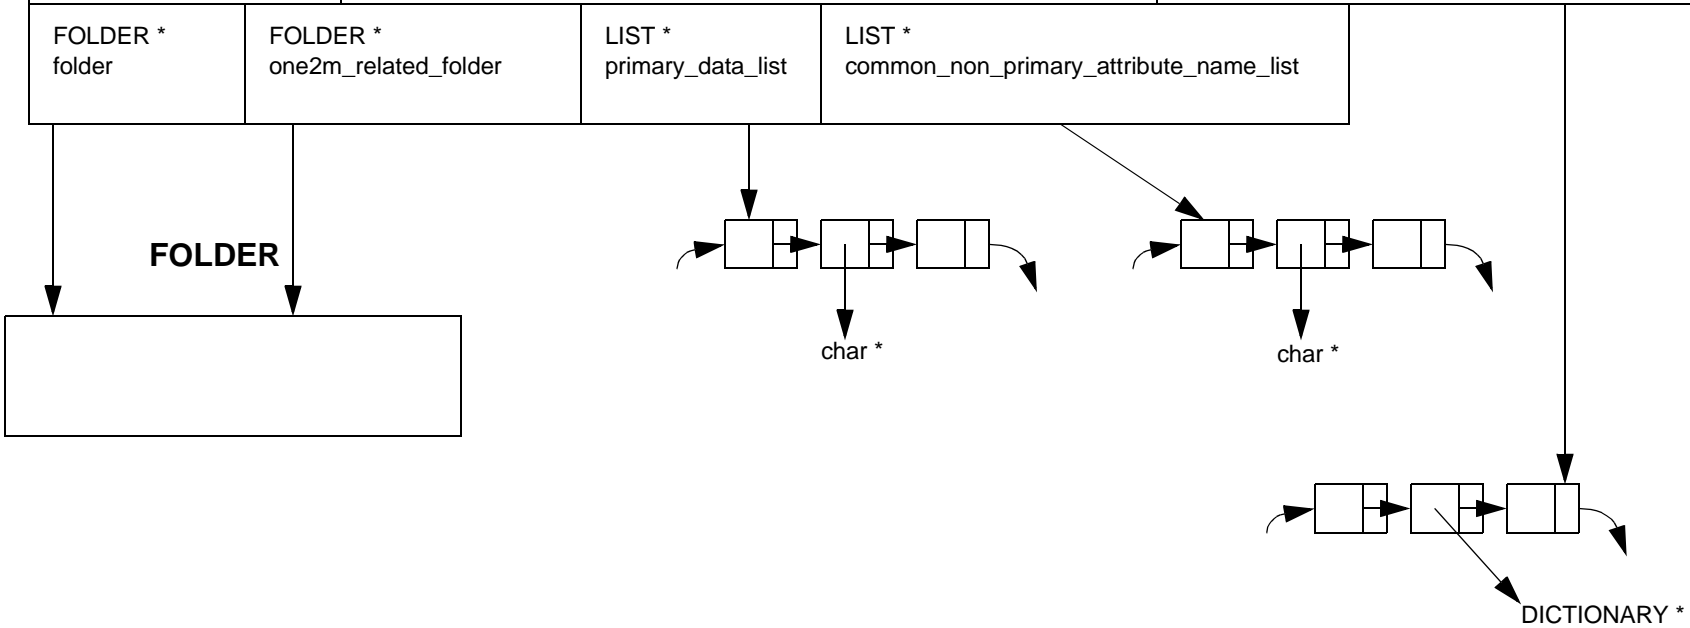 FOLDER *
folder
FOLDER *
one2m_related_folder
LIST *
primary_data_list
LIST *
common_non_primary_attribute_name_list
FOLDER
char *
char *
DICTIONARY *